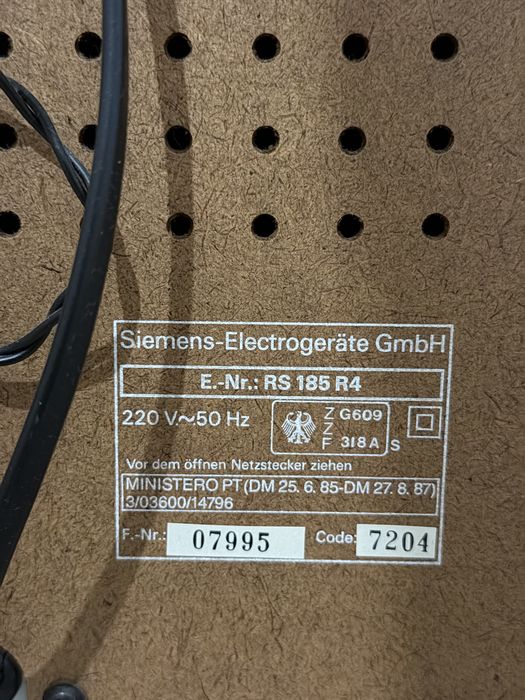 Siemens-Electrogeräte GmbH
E.-Nr.: RS 185 R4
220 V~50 Hz
Z G609
Z
F 318 A
S
Vor dem öffnen Netzstecker ziehen
MINISTERO PT (DM 25. 6. 85-DM 27. 8. 87)
3/03600/14796
F.-Nr.: 07995 Code: 7204